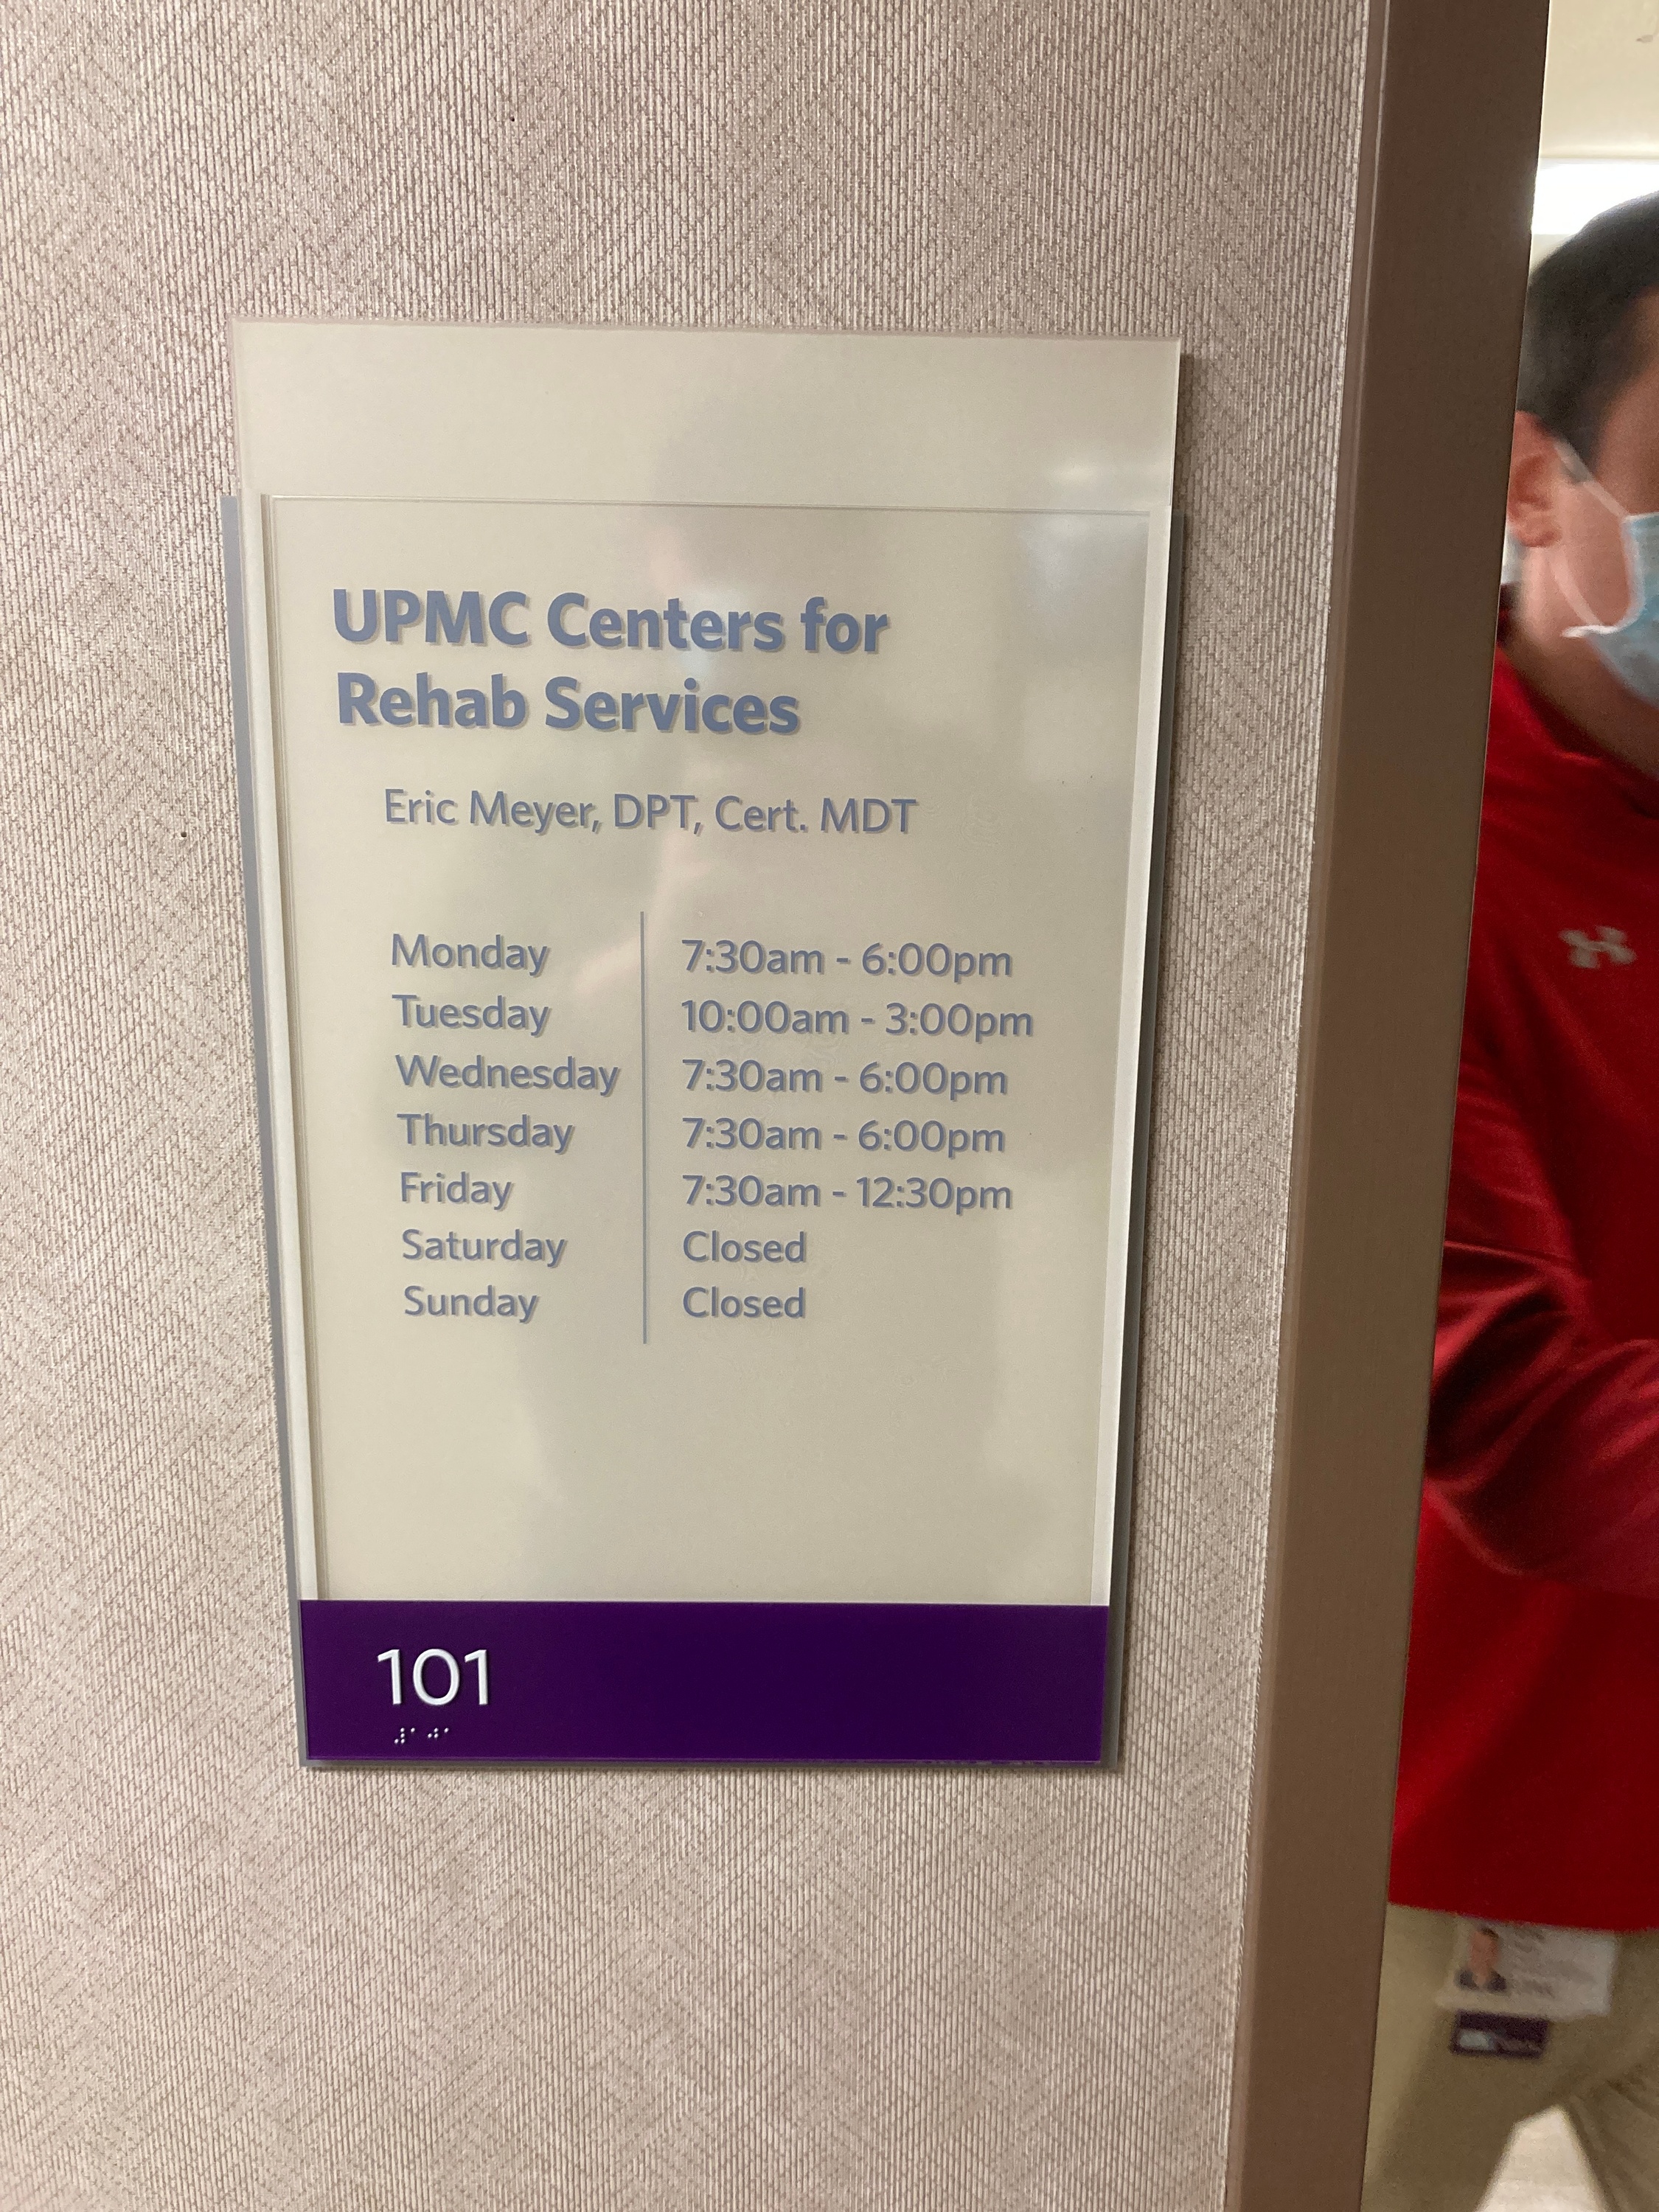 UPMC Centers for
Rehab Services
Eric Meyer, DPT, Cert. MDT
Monday 7:30am - 6:00pm
Tuesday 10:00am - 3:00pm
Wednesday 7:30am - 6:00pm
Thursday 7:30am - 6:00pm
Friday 7:30am - 12:30pm
Saturday Closed
Sunday Closed
101